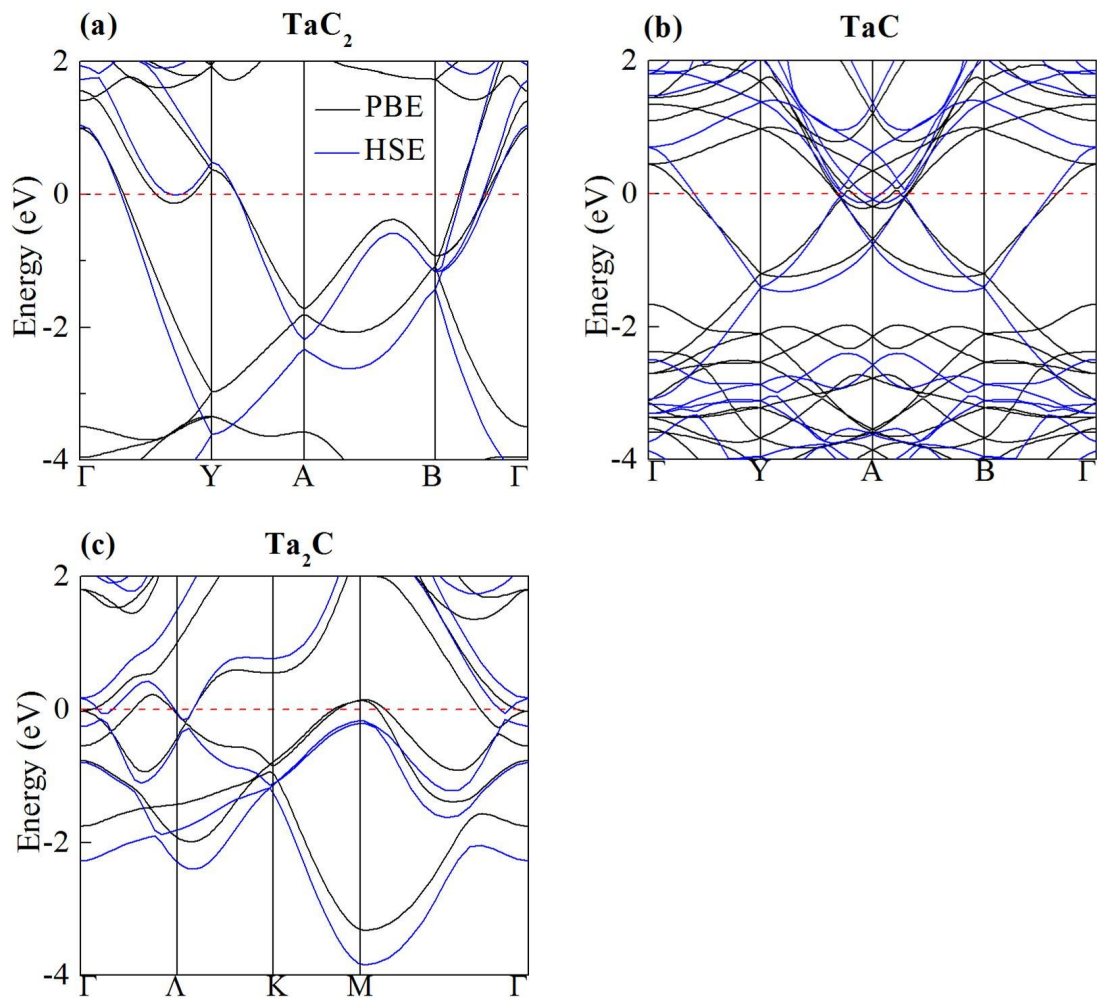 (a) TaC₂
2
PBE
HSE
0
-2
-4
Energy (eV)
Γ Y A B Γ
(b) TaC
2
0
-2
-4
Energy (eV)
Γ Y A B Γ
(c) Ta₂C
2
0
-2
-4
Energy (eV)
Γ Λ K M Γ